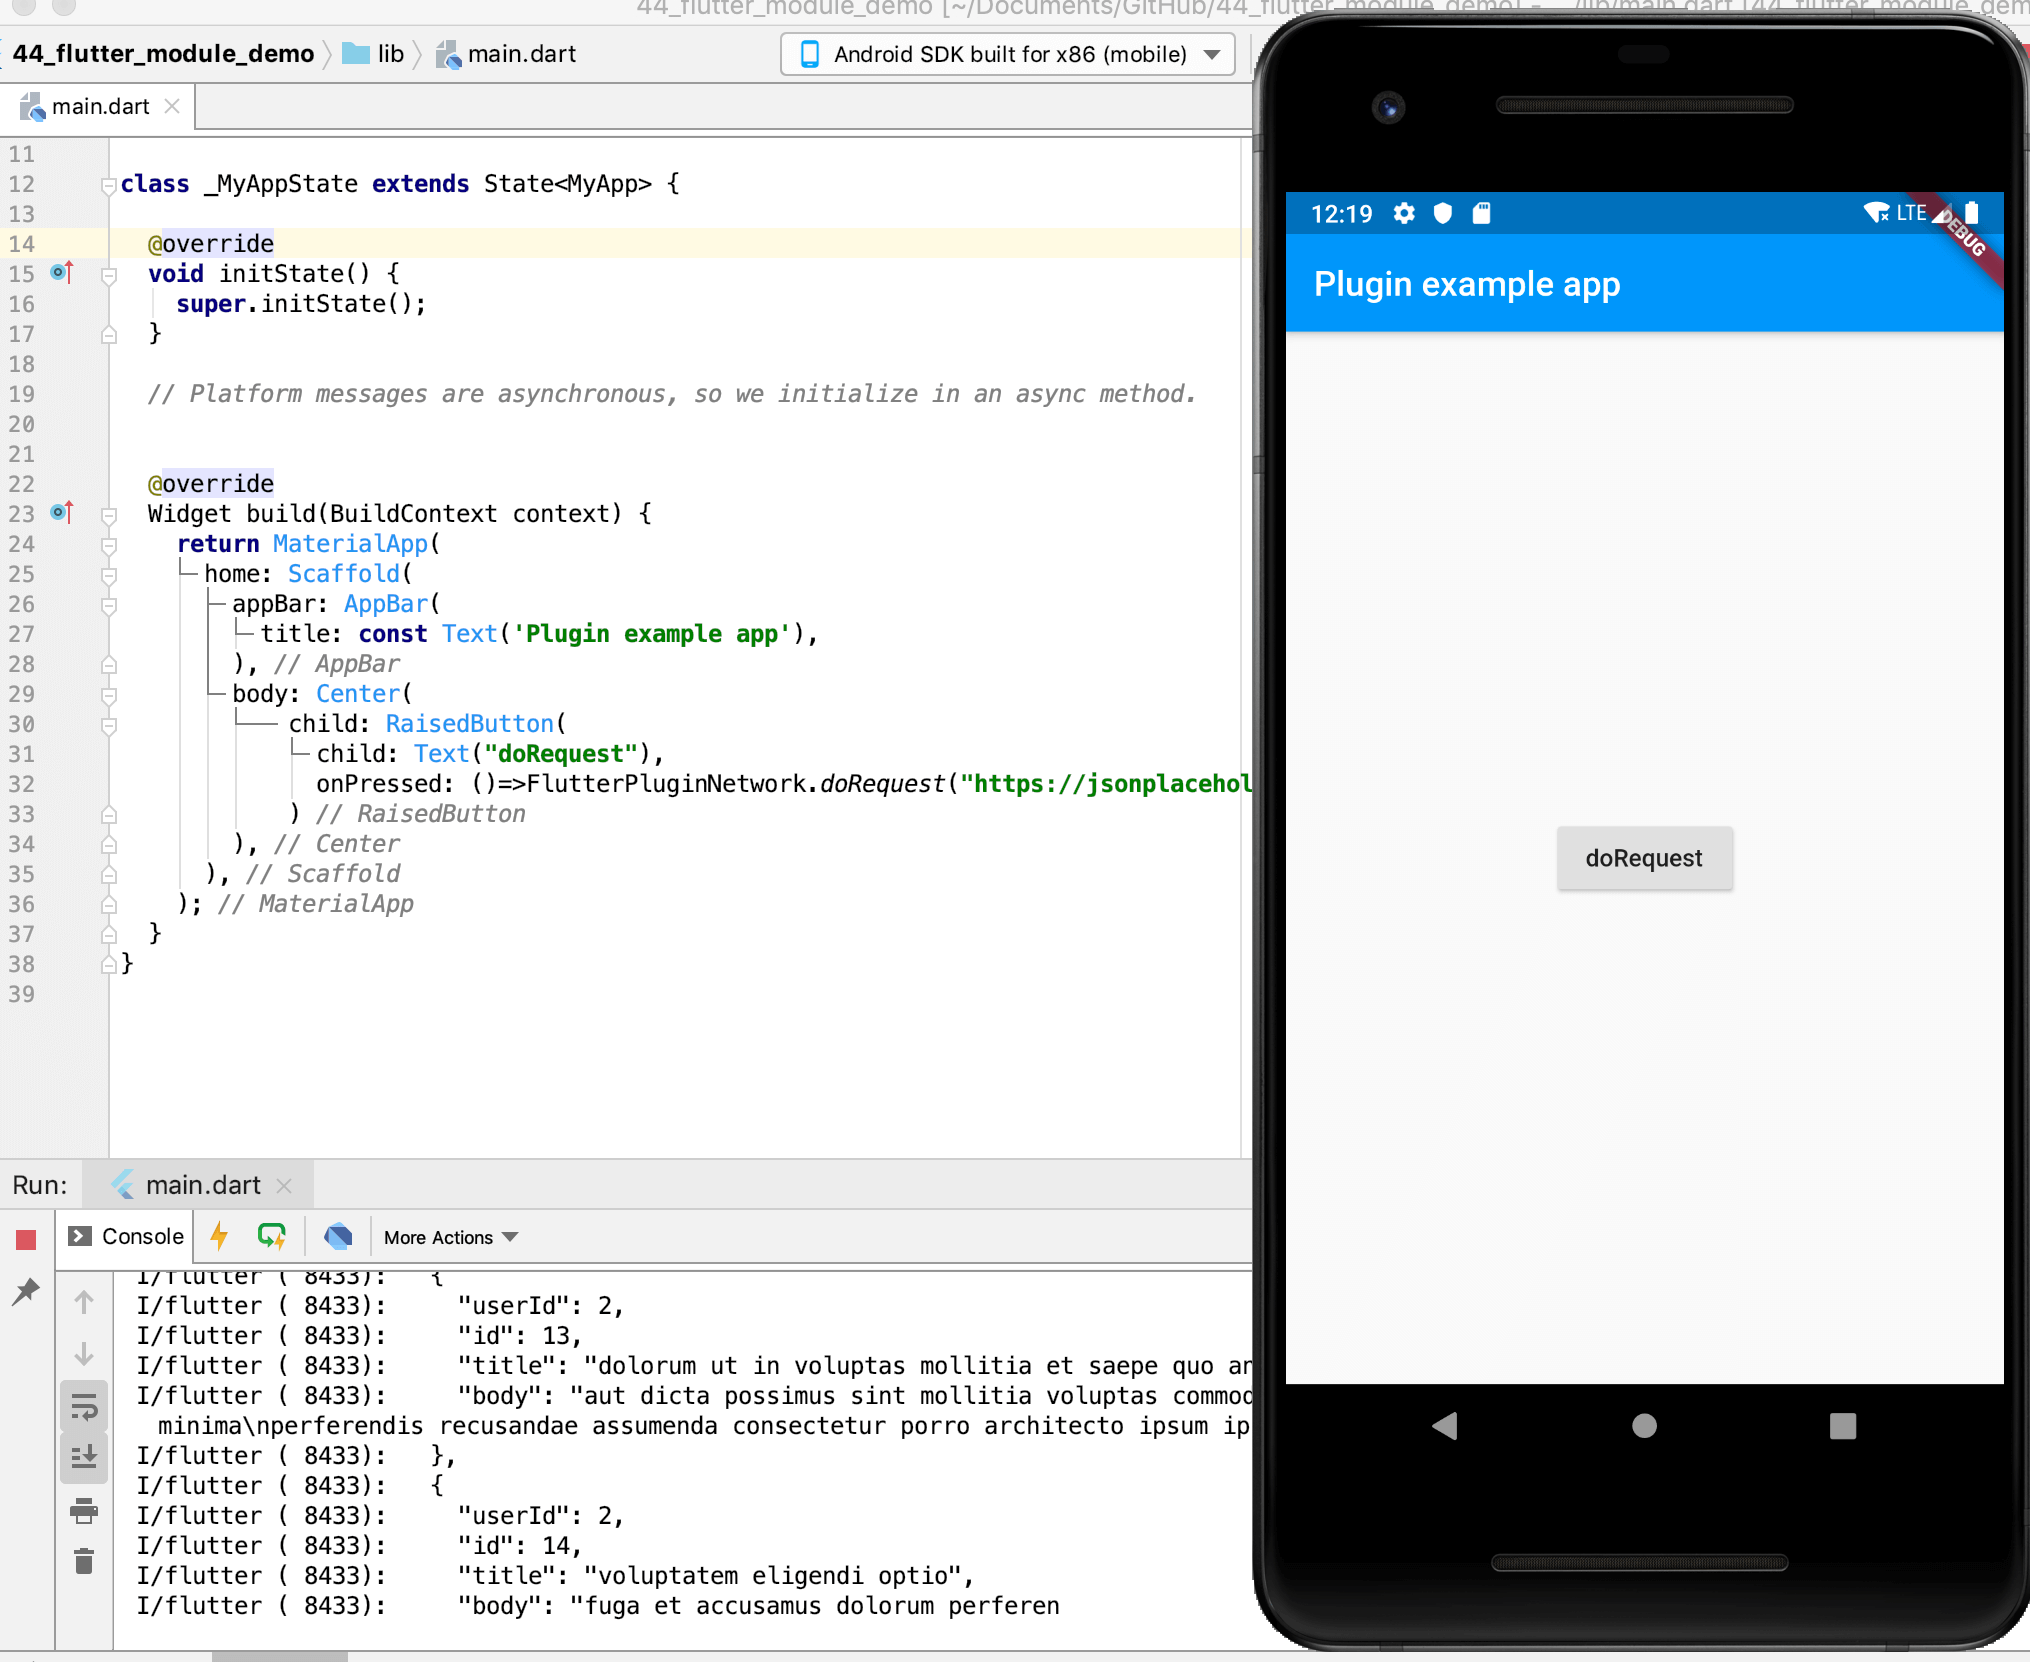 44_flutter_module_demo [~/Documents/GitHub/44_flutter_module_demo] - .../lib/main.dart [44_flutter_module_dem
44_flutter_module_demo
lib
main.dart
Android SDK built for x86 (mobile)
main.dart
11
12 class _MyAppState extends State<MyApp> {
13
14 @override
15 void initState() {
16 super.initState();
17 }
18
19 // Platform messages are asynchronous, so we initialize in an async method.
20
21
22 @override
23 Widget build(BuildContext context) {
24 return MaterialApp(
25 home: Scaffold(
26 appBar: AppBar(
27 title: const Text('Plugin example app'),
28 ), // AppBar
29 body: Center(
30 child: RaisedButton(
31 child: Text("doRequest"),
32 onPressed: ()=>FlutterPluginNetwork.doRequest("https://jsonplacehol
33 ) // RaisedButton
34 ), // Center
35 ), // Scaffold
36 ); // MaterialApp
37 }
38 }
39
12:19
LTE
DEBUG
Plugin example app
doRequest
Run:
main.dart
Console
More Actions
I/flutter ( 8433): {
I/flutter ( 8433): "userId": 2,
I/flutter ( 8433): "id": 13,
I/flutter ( 8433): "title": "dolorum ut in voluptas mollitia et saepe quo an
I/flutter ( 8433): "body": "aut dicta possimus sint mollitia voluptas commod
minima\nperferendis recusandae assumenda consectetur porro architecto ipsum ip
I/flutter ( 8433): },
I/flutter ( 8433): {
I/flutter ( 8433): "userId": 2,
I/flutter ( 8433): "id": 14,
I/flutter ( 8433): "title": "voluptatem eligendi optio",
I/flutter ( 8433): "body": "fuga et accusamus dolorum perferen